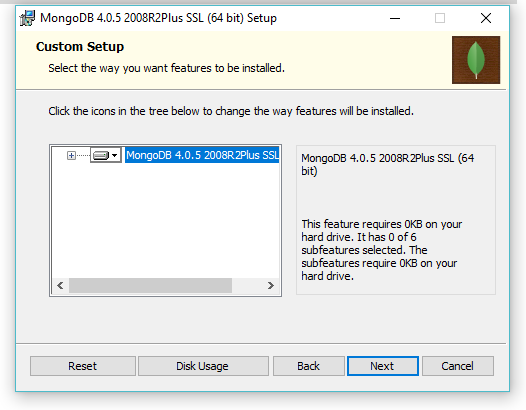 MongoDB 4.0.5 2008R2Plus SSL (64 bit) Setup
Custom Setup
Select the way you want features to be installed.
Click the icons in the tree below to change the way features will be installed.
MongoDB 4.0.5 2008R2Plus SSL
MongoDB 4.0.5 2008R2Plus SSL (64
bit)
This feature requires 0KB on your
hard drive. It has 0 of 6
subfeatures selected. The
subfeatures require 0KB on your
hard drive.
Reset
Disk Usage
Back
Next
Cancel